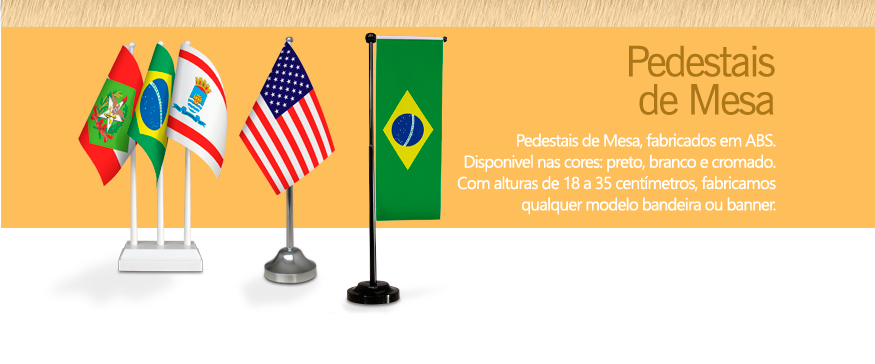 Pedestais
de Mesa
Pedestais de Mesa, fabricados em ABS.
Disponivel nas cores: preto, branco e cromado.
Com alturas de 18 a 35 centímetros, fabricamos
qualquer modelo bandeira ou banner.